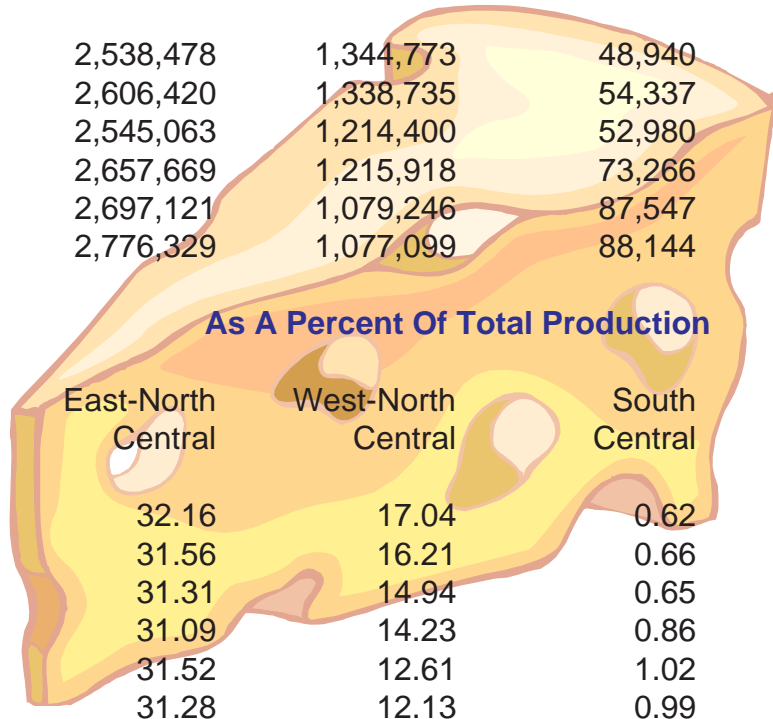 2,538,478 1,344,773 48,940
2,606,420 1,338,735 54,337
2,545,063 1,214,400 52,980
2,657,669 1,215,918 73,266
2,697,121 1,079,246 87,547
2,776,329 1,077,099 88,144
As A Percent Of Total Production
East-North West-North South
Central Central Central
32.16 17.04 0.62
31.56 16.21 0.66
31.31 14.94 0.65
31.09 14.23 0.86
31.52 12.61 1.02
31.28 12.13 0.99